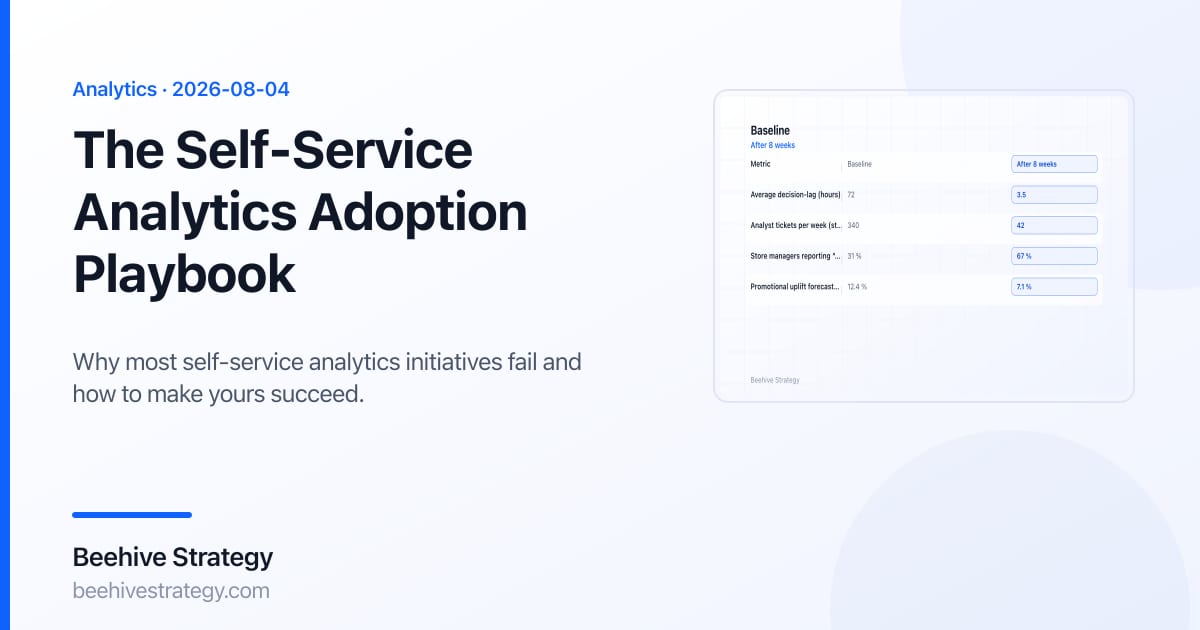 Analytics · 2026-08-04
The Self-Service
Analytics Adoption
Playbook
Why most self-service analytics initiatives fail and
how to make yours succeed.
Beehive Strategy
beehivestrategy.com
Baseline
After 8 weeks
Metric Baseline After 8 weeks
Average decision-lag (hours) 72 3.5
Analyst tickets per week (st... 340 42
Store managers reporting "... 31 % 67 %
Promotional uplift forecast... 12.4 % 7.1 %
Beehive Strategy